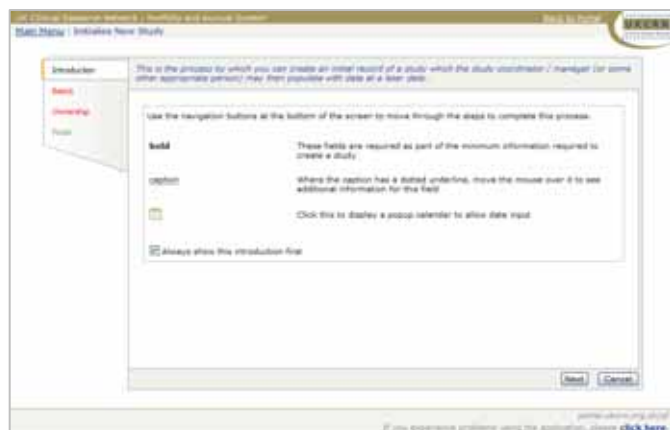 UK Clinical Research Network : Portfolio and Accrual System
Back to Portal
UKCRN
Main Menu | Initialise New Study
Introduction
This is the process by which you can create an initial record of a study which the study coordinator / manager (or some
other appropriate person) may then populate with data at a later date.
Basics
Ownership
Finish
Use the navigation buttons at the bottom of the screen to move through the steps to complete this process.
bold
These fields are required as part of the minimum information required to
create a study
caption
Where the caption has a dotted underline, move the mouse over it to see
additional information for this field
Click this to display a popup calendar to allow date input
Always show this introduction first
Next
Cancel
If you experience problems using the application, please click here.